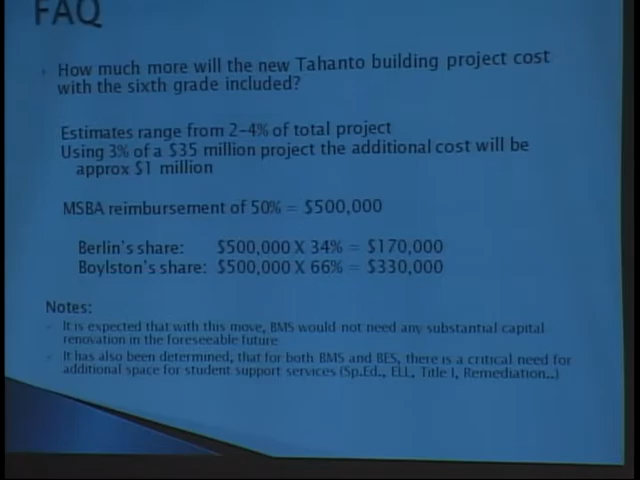 FAQ
How much more will the new Tahanto building project cost
with the sixth grade included?
Estimates range from 2-4% of total project
Using 3% of a $35 million project the additional cost will be
approx $1 million
MSBA reimbursement of 50% = $500,000
Berlin's share: $500,000 X 34% = $170,000
Boylston's share: $500,000 X 66% = $330,000
Notes:
It is expected that with this move, BMS would not need any substantial capital
renovation in the foreseeable future
It has also been determined, that for both BMS and BES, there is a critical need for
additional space for student support services (Sp.Ed., ELL, Title I, Remediation..)